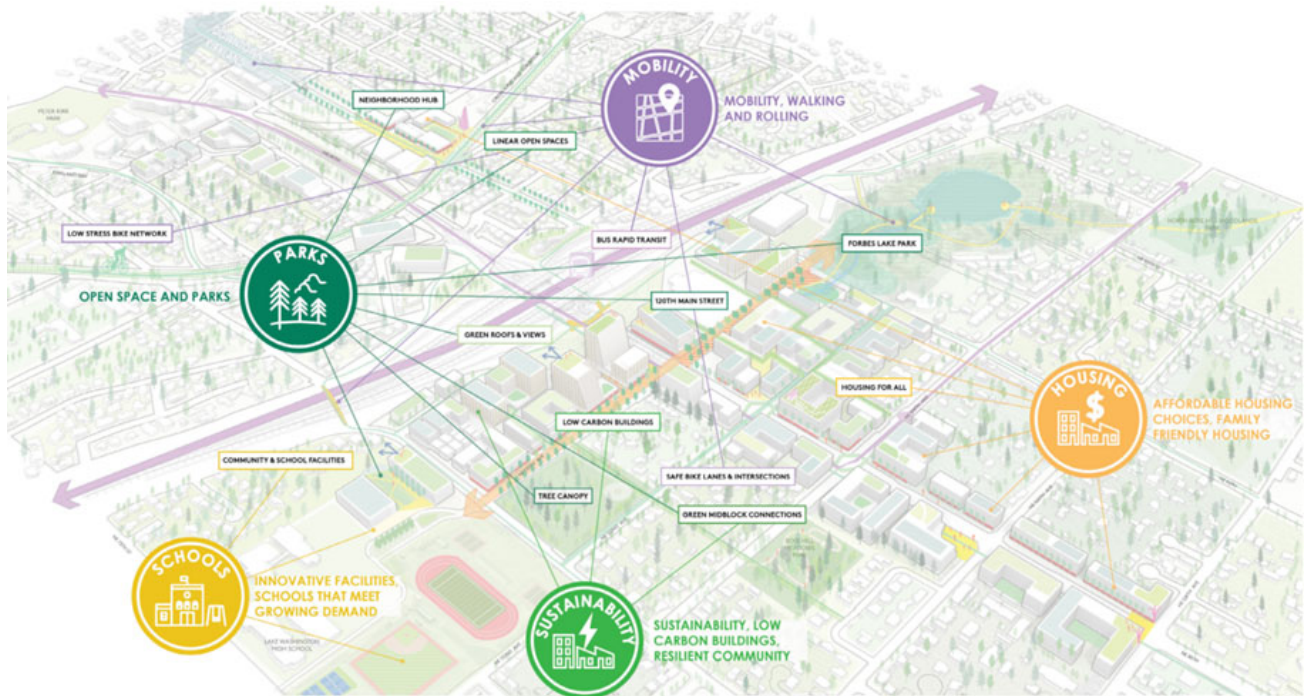 MOBILITY
MOBILITY, WALKING
AND ROLLING
NEIGHBORHOOD HUB
PETER KIRK
PARK
LINEAR OPEN SPACES
LOW STRESS BIKE NETWORK
BUS RAPID TRANSIT
FORBES LAKE PARK
PARKS
OPEN SPACE AND PARKS
120TH MAIN STREET
GREEN ROOFS & VIEWS
HOUSING FOR ALL
HOUSING
$
AFFORDABLE HOUSING
CHOICES, FAMILY
FRIENDLY HOUSING
LOW CARBON BUILDINGS
COMMUNITY & SCHOOL FACILITIES
SAFE BIKE LANES & INTERSECTIONS
TREE CANOPY
GREEN MIDBLOCK CONNECTIONS
SCHOOLS
INNOVATIVE FACILITIES,
SCHOOLS THAT MEET
GROWING DEMAND
LAKE WASHINGTON
HIGH SCHOOL
SUSTAINABILITY
SUSTAINABILITY, LOW
CARBON BUILDINGS,
RESILIENT COMMUNITY